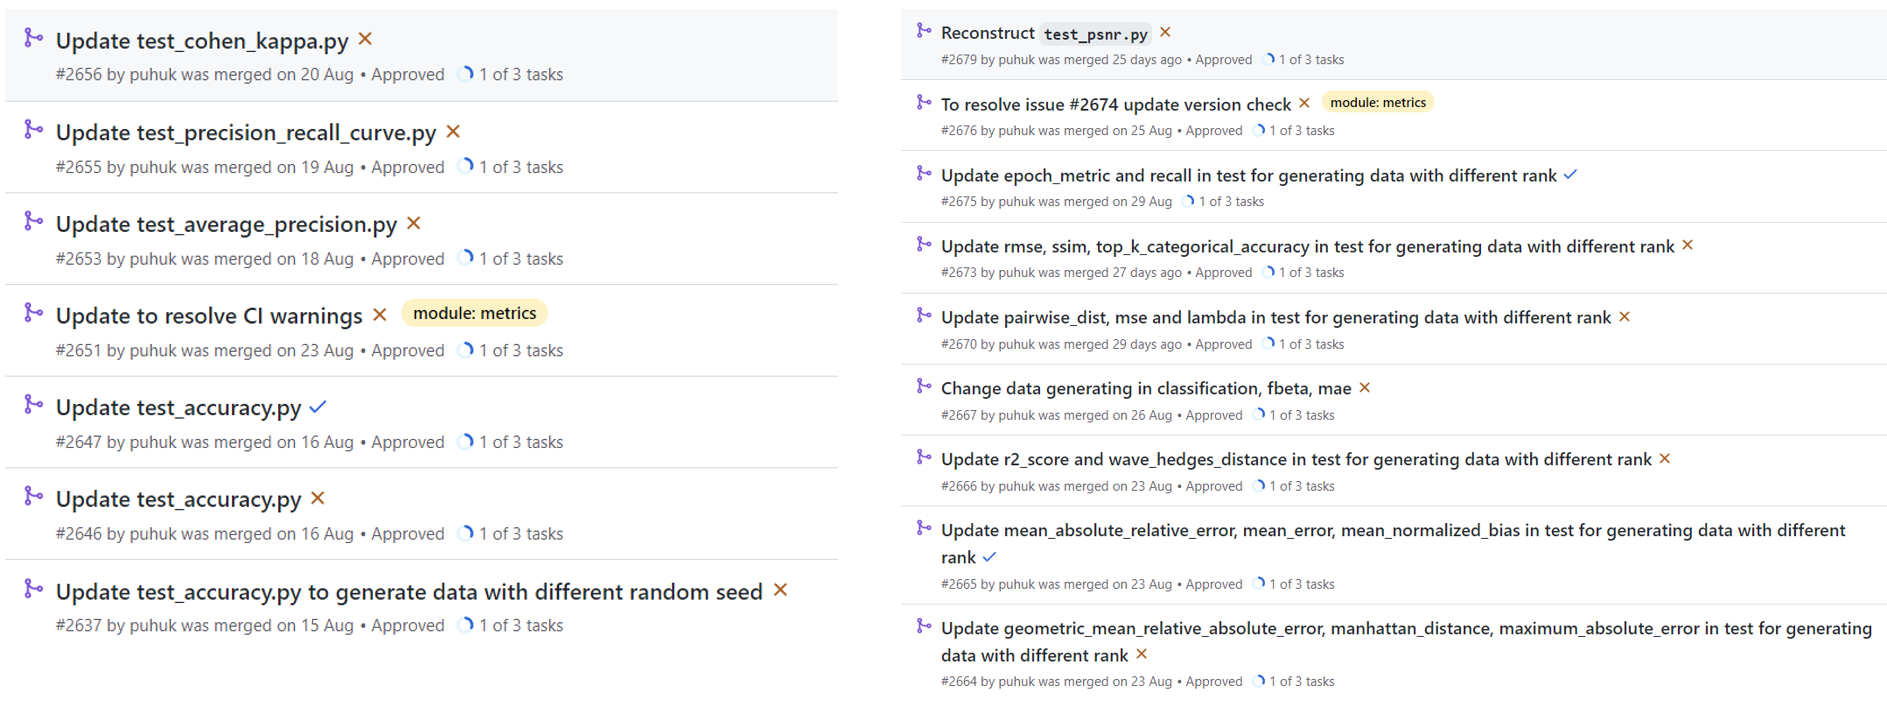 Update test_cohen_kappa.py
#2656 by puhuk was merged on 20 Aug • Approved 1 of 3 tasks
Update test_precision_recall_curve.py
#2655 by puhuk was merged on 19 Aug • Approved 1 of 3 tasks
Update test_average_precision.py
#2653 by puhuk was merged on 18 Aug • Approved 1 of 3 tasks
Update to resolve CI warnings module: metrics
#2651 by puhuk was merged on 23 Aug • Approved 1 of 3 tasks
Update test_accuracy.py
#2647 by puhuk was merged on 16 Aug • Approved 1 of 3 tasks
Update test_accuracy.py
#2646 by puhuk was merged on 16 Aug • Approved 1 of 3 tasks
Update test_accuracy.py to generate data with different random seed
#2637 by puhuk was merged on 15 Aug • Approved 1 of 3 tasks
Reconstruct test_psnr.py
#2679 by puhuk was merged 25 days ago • Approved 1 of 3 tasks
To resolve issue #2674 update version check module: metrics
#2676 by puhuk was merged on 25 Aug • Approved 1 of 3 tasks
Update epoch_metric and recall in test for generating data with different rank
#2675 by puhuk was merged on 29 Aug 1 of 3 tasks
Update rmse, ssim, top_k_categorical_accuracy in test for generating data with different rank
#2673 by puhuk was merged 27 days ago • Approved 1 of 3 tasks
Update pairwise_dist, mse and lambda in test for generating data with different rank
#2670 by puhuk was merged 29 days ago • Approved 1 of 3 tasks
Change data generating in classification, fbeta, mae
#2667 by puhuk was merged on 26 Aug • Approved 1 of 3 tasks
Update r2_score and wave_hedges_distance in test for generating data with different rank
#2666 by puhuk was merged on 23 Aug • Approved 1 of 3 tasks
Update mean_absolute_relative_error, mean_error, mean_normalized_bias in test for generating data with different
rank
#2665 by puhuk was merged on 23 Aug • Approved 1 of 3 tasks
Update geometric_mean_relative_absolute_error, manhattan_distance, maximum_absolute_error in test for generating
data with different rank
#2664 by puhuk was merged on 23 Aug • Approved 1 of 3 tasks